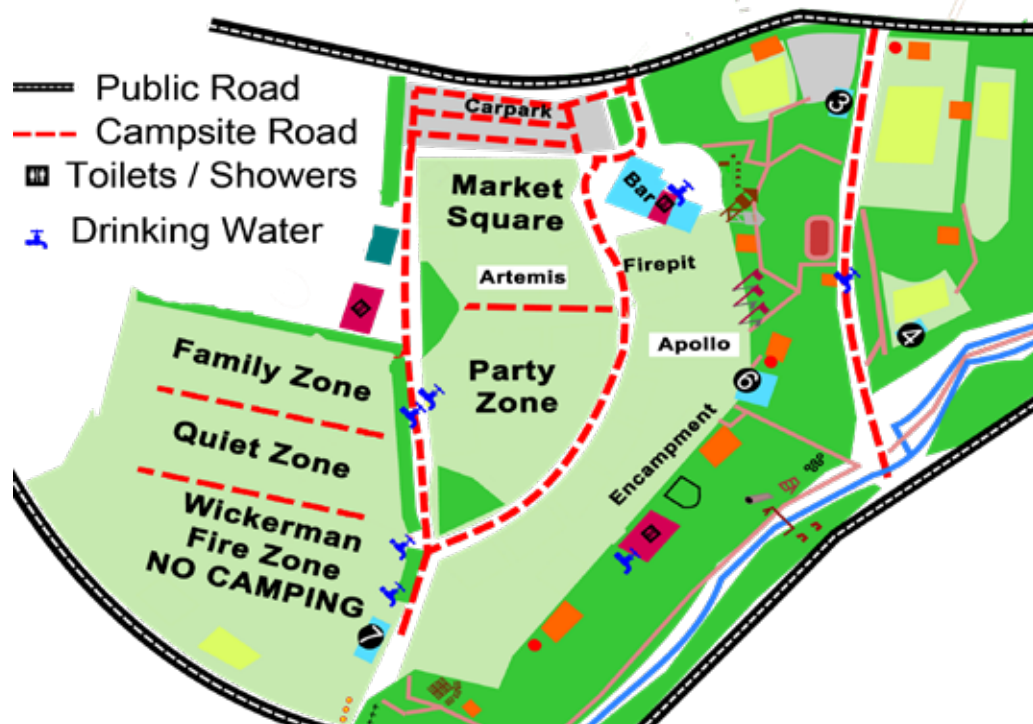 Public Road
Campsite Road
Toilets / Showers
Drinking Water
Carpark
Market
Square
Bar
Artemis
Firepit
Apollo
Party
Zone
Family Zone
Quiet Zone
Wickerman
Fire Zone
NO CAMPING
Encampment
3
4
6
7